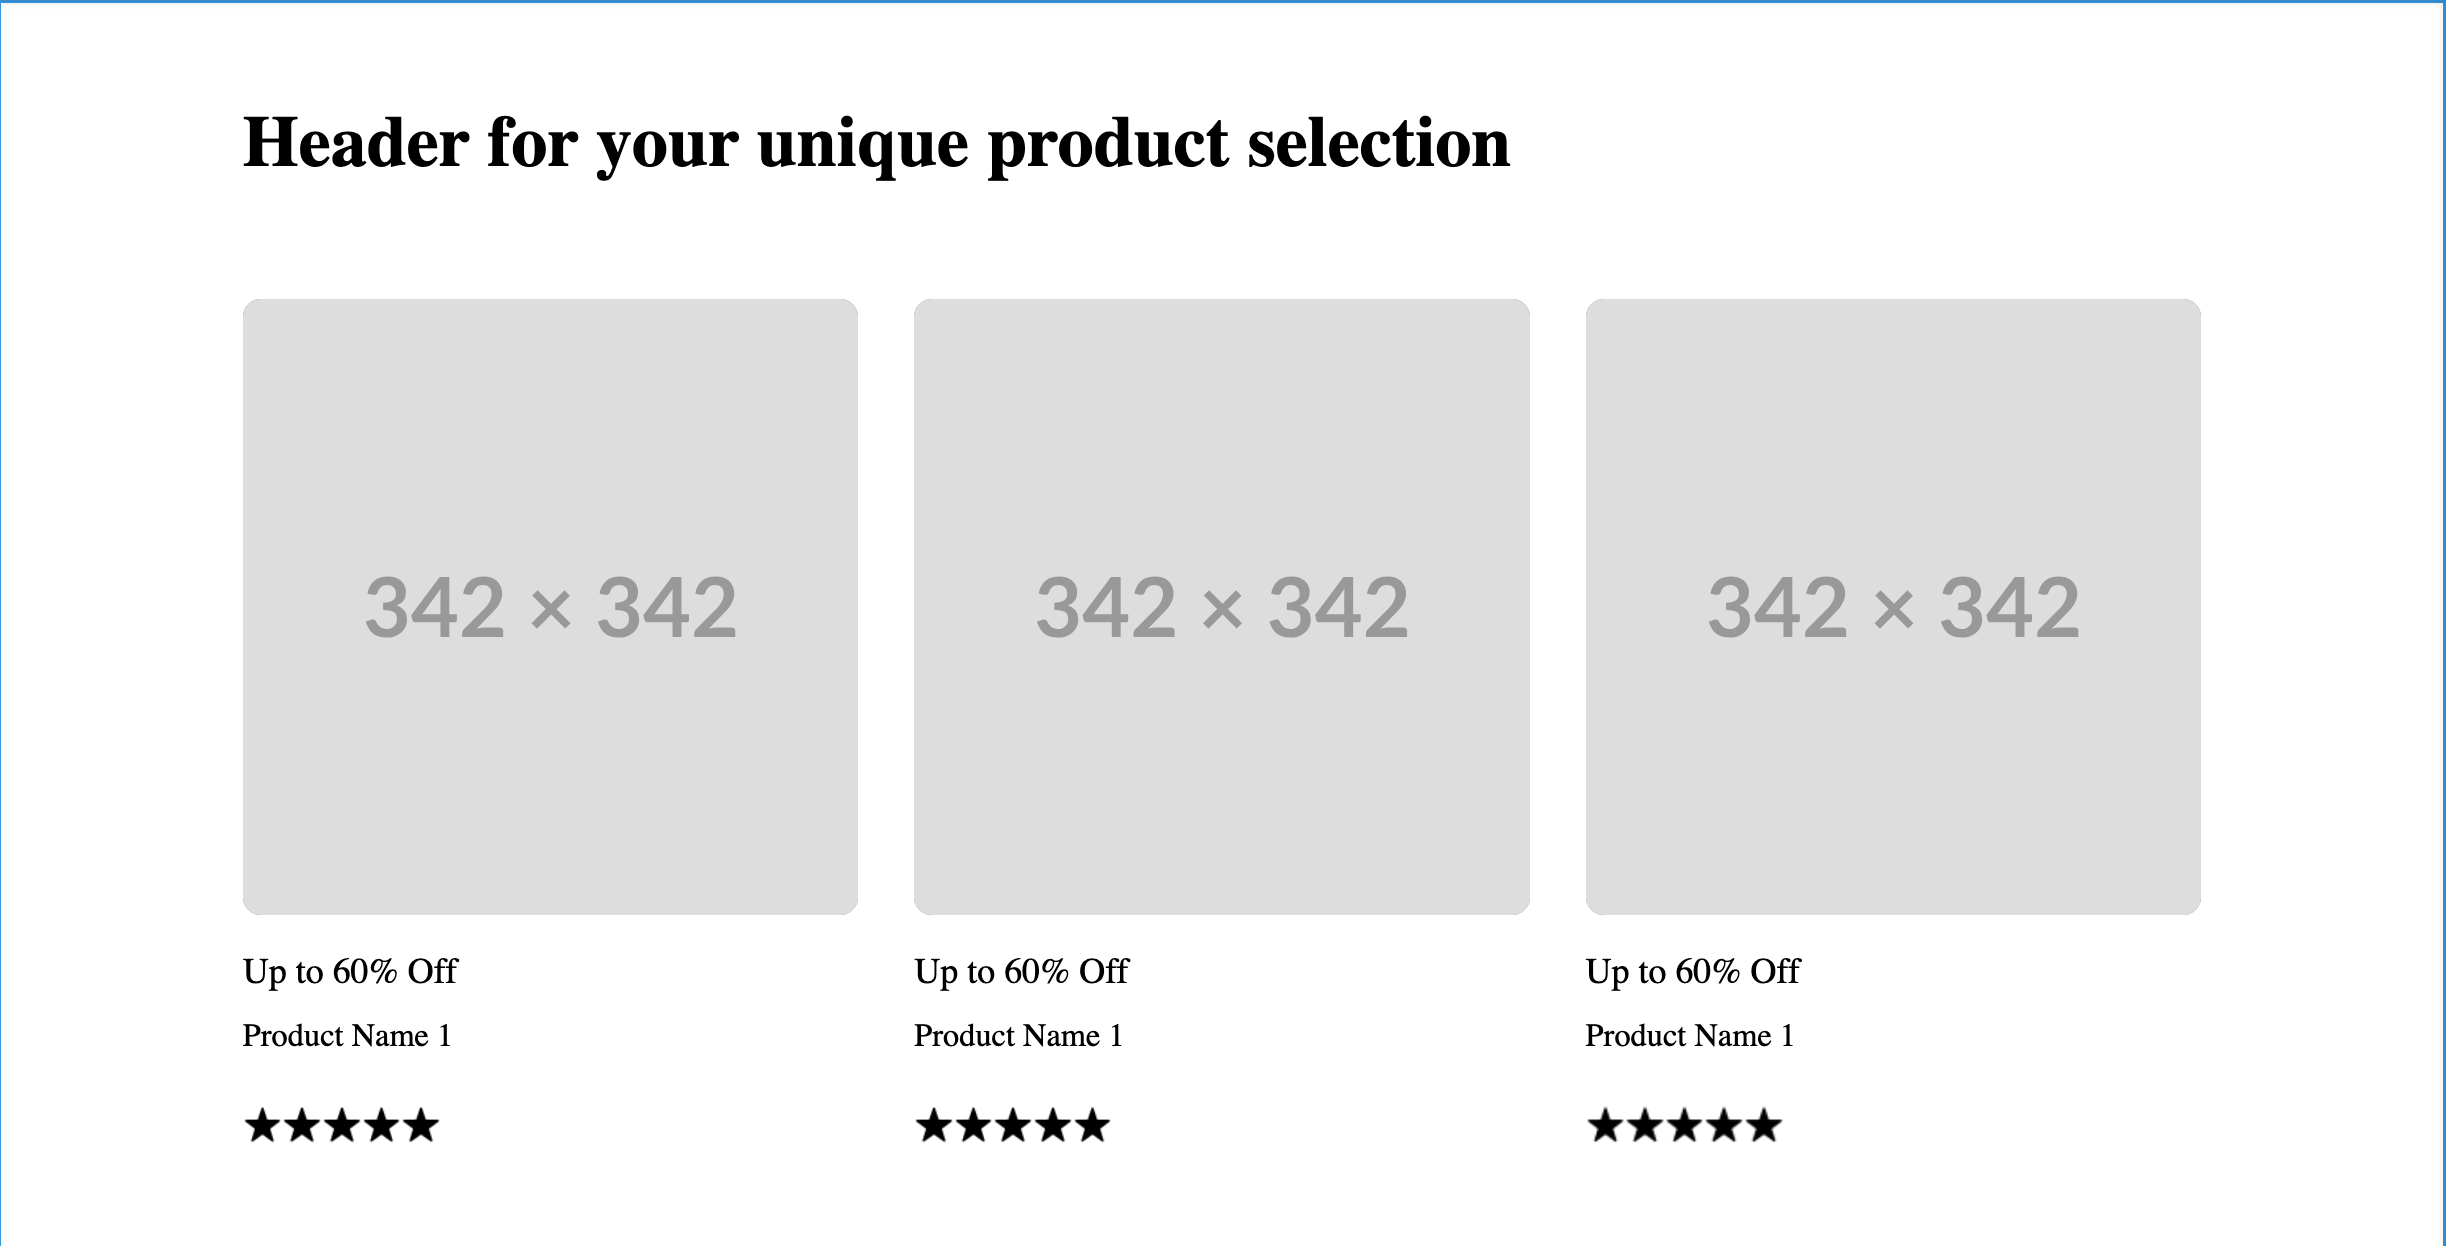 Header for your unique product selection
342 × 342
342 × 342
342 × 342
Up to 60% Off
Product Name 1
★★★★★
Up to 60% Off
Product Name 1
★★★★★
Up to 60% Off
Product Name 1
★★★★★